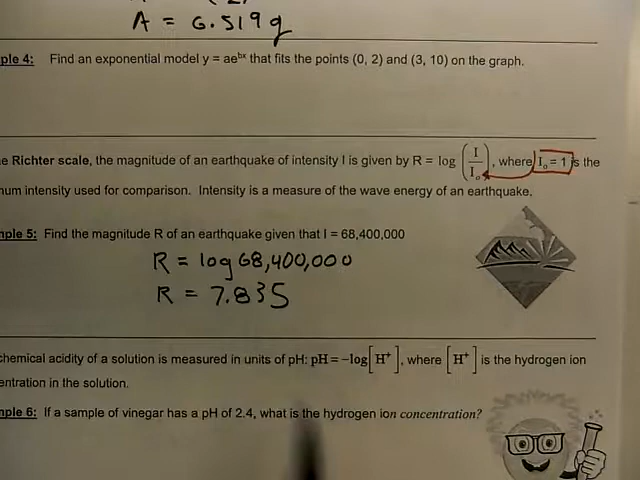 A = 6.519 g
ple 4: Find an exponential model y = ae^bx that fits the points (0, 2) and (3, 10) on the graph.
e Richter scale, the magnitude of an earthquake of intensity I is given by R = log (I/I₀), where I₀ = 1 is the
num intensity used for comparison. Intensity is a measure of the wave energy of an earthquake.
ple 5: Find the magnitude R of an earthquake given that I = 68,400,000
R = log 68,400,000
R = 7.835
chemical acidity of a solution is measured in units of pH: pH = −log[H⁺], where [H⁺] is the hydrogen ion
entration in the solution.
ple 6: If a sample of vinegar has a pH of 2.4, what is the hydrogen ion concentration?